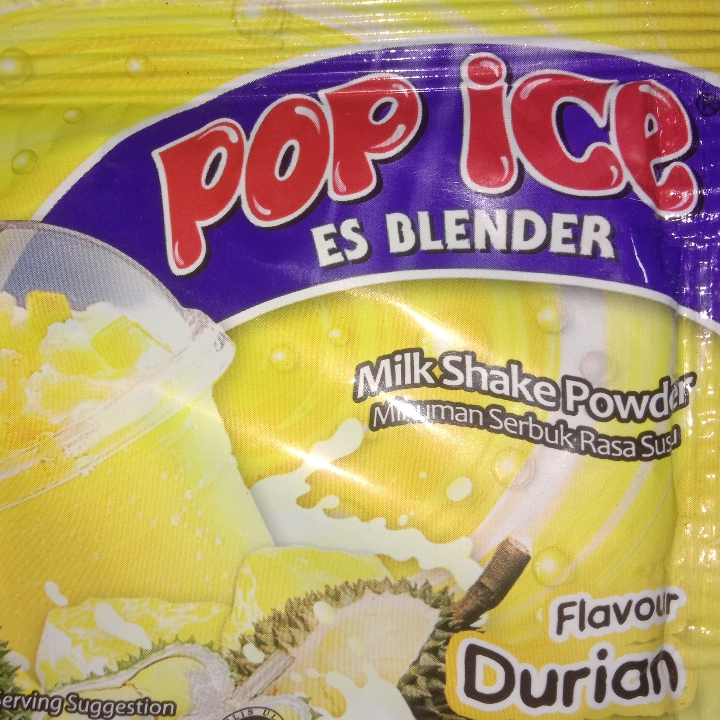 POP ICE ®
ES BLENDER
Milk Shake Powder
Minuman Serbuk Rasa Susu
Flavour
Durian
Serving Suggestion